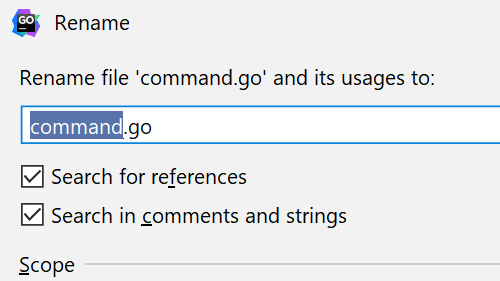 GO
Rename
Rename file 'command.go' and its usages to:
command.go
Search for references
Search in comments and strings
Scope